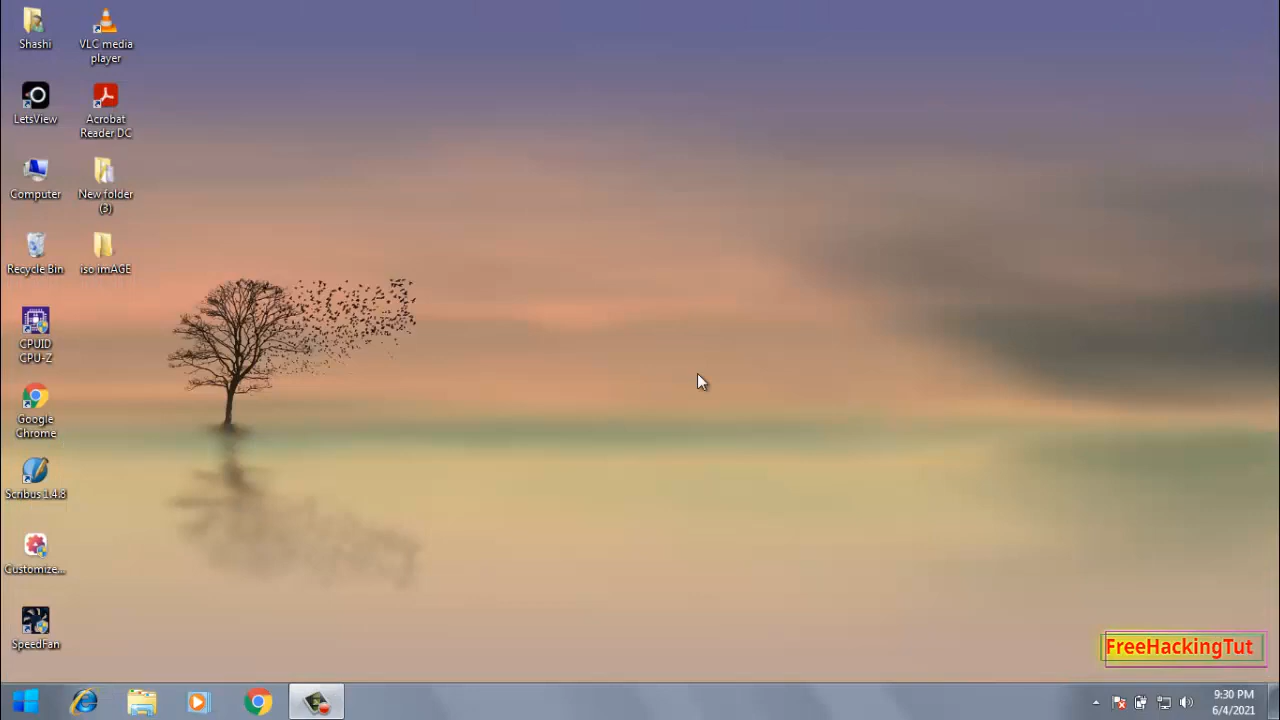 Shashi
VLC media
player
LetsView
Acrobat
Reader DC
Computer
New folder
(3)
Recycle Bin
iso imAGE
CPUID
CPU-Z
Google
Chrome
Scribus 1.4.8
Customize...
SpeedFan
FreeHackingTut
9:30 PM
6/4/2021